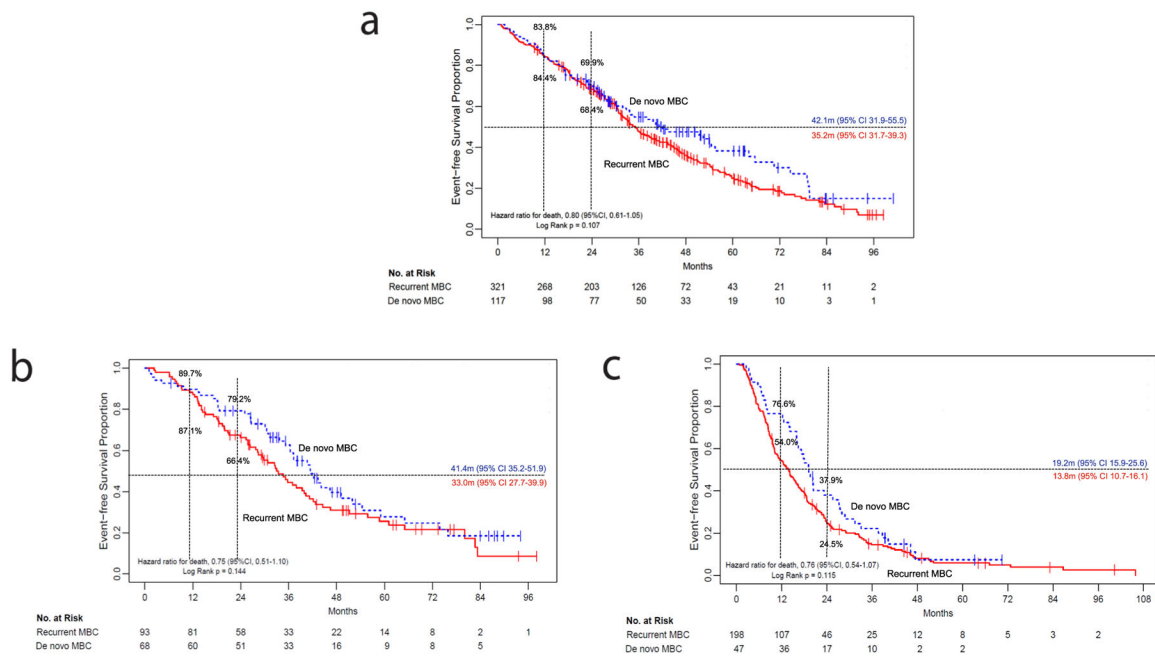 a
Event-free Survival Proportion
1.0
0.8
0.6
0.4
0.2
0.0
83.8%
84.4%
69.9%
68.4%
De novo MBC
Recurrent MBC
42.1m (95% CI 31.9-55.5)
35.2m (95% CI 31.7-39.3)
Hazard ratio for death, 0.80 (95%CI, 0.61-1.05)
Log Rank p = 0.107
0 12 24 36 48 60 72 84 96
Months
No. at Risk
Recurrent MBC 321 268 203 126 72 43 21 11 2
De novo MBC 117 98 77 50 33 19 10 3 1
b
Event-free Survival Proportion
1.0
0.8
0.6
0.4
0.2
0.0
89.7%
87.1%
79.2%
66.4%
De novo MBC
Recurrent MBC
41.4m (95% CI 35.2-51.9)
33.0m (95% CI 27.7-39.9)
Hazard ratio for death, 0.75 (95%CI, 0.51-1.10)
Log Rank p = 0.144
0 12 24 36 48 60 72 84 96
Months
No. at Risk
Recurrent MBC 93 81 58 33 22 14 8 2 1
De novo MBC 68 60 51 33 16 9 8 5
c
Event-free Survival Proportion
1.0
0.8
0.6
0.4
0.2
0.0
76.6%
54.0%
37.9%
24.5%
De novo MBC
Recurrent MBC
19.2m (95% CI 15.9-25.6)
13.8m (95% CI 10.7-16.1)
Hazard ratio for death, 0.76 (95%CI, 0.54-1.07)
Log Rank p = 0.115
0 12 24 36 48 60 72 84 96 108
Months
No. at Risk
Recurrent MBC 198 107 46 25 12 8 5 3 2
De novo MBC 47 36 17 10 2 2